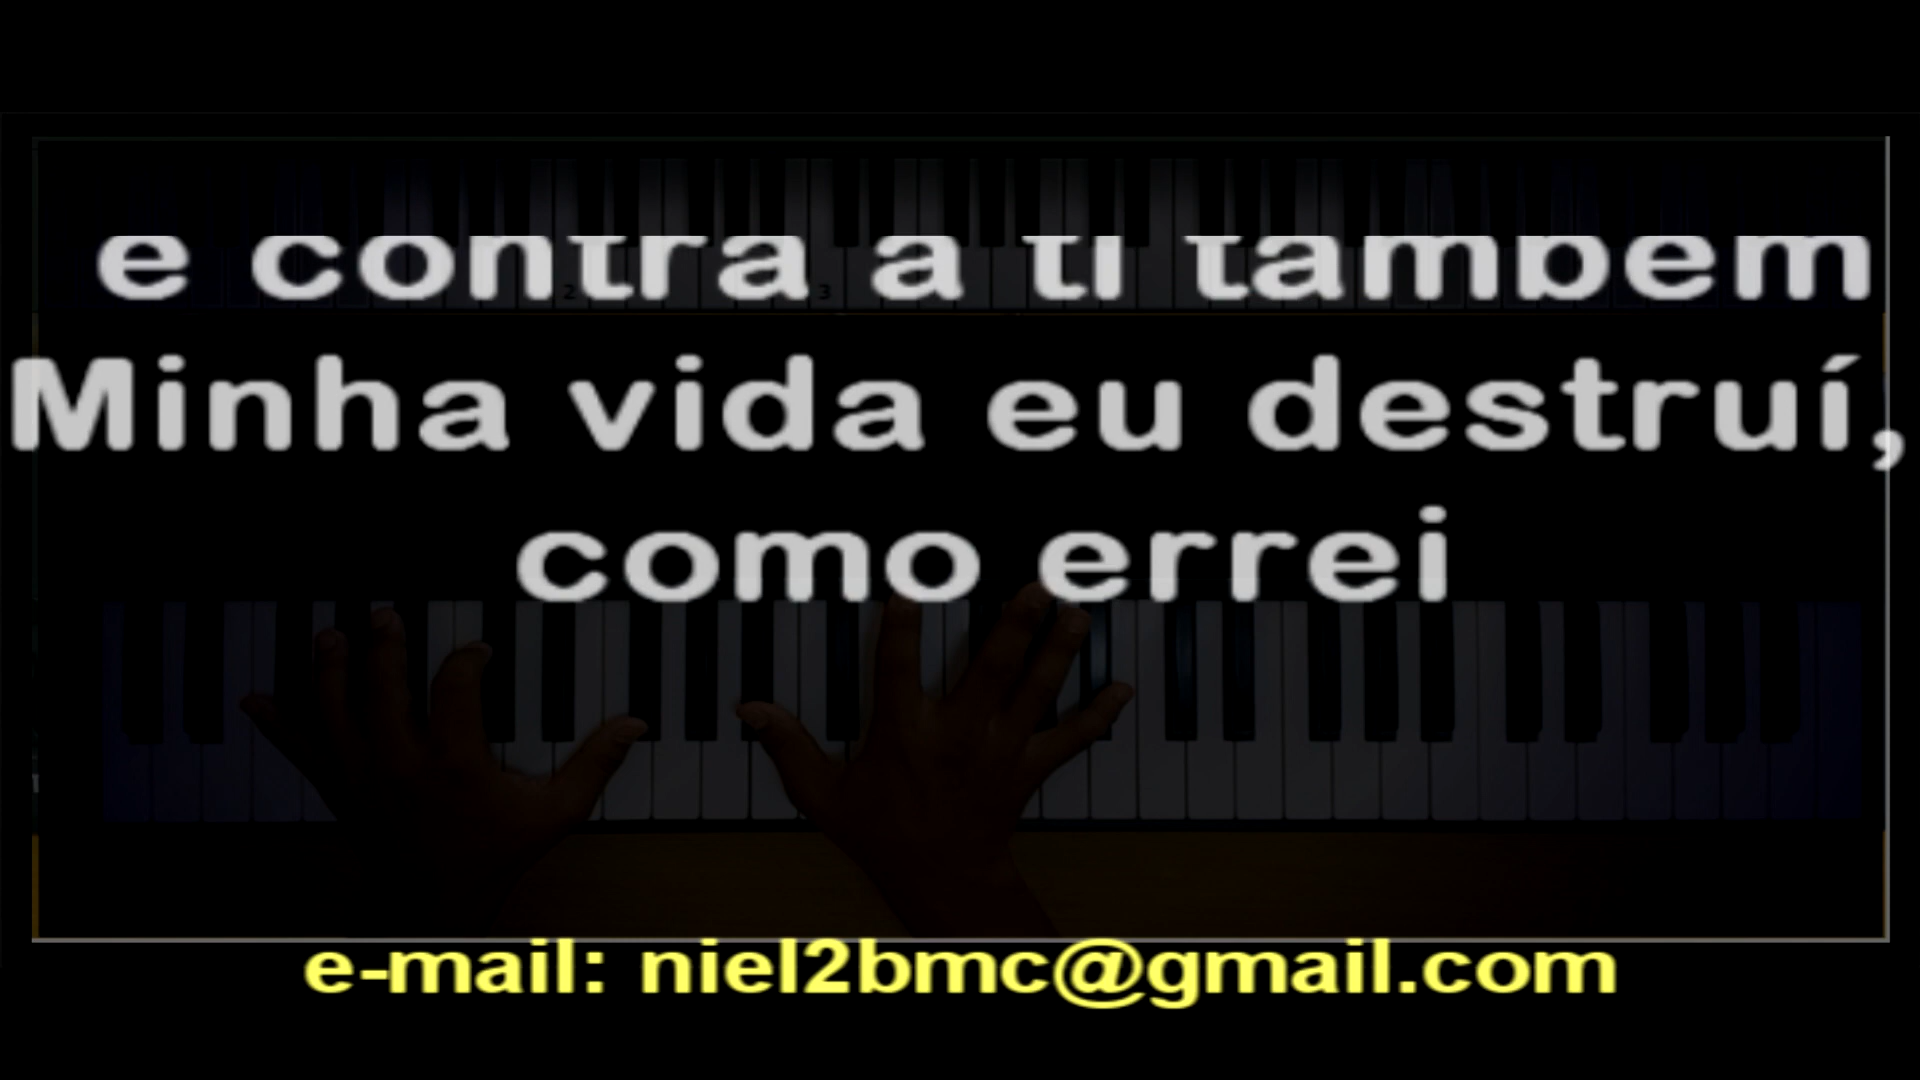 e contra a ti também
Minha vida eu destruí,
como errei
e-mail: niel2bmc@gmail.com